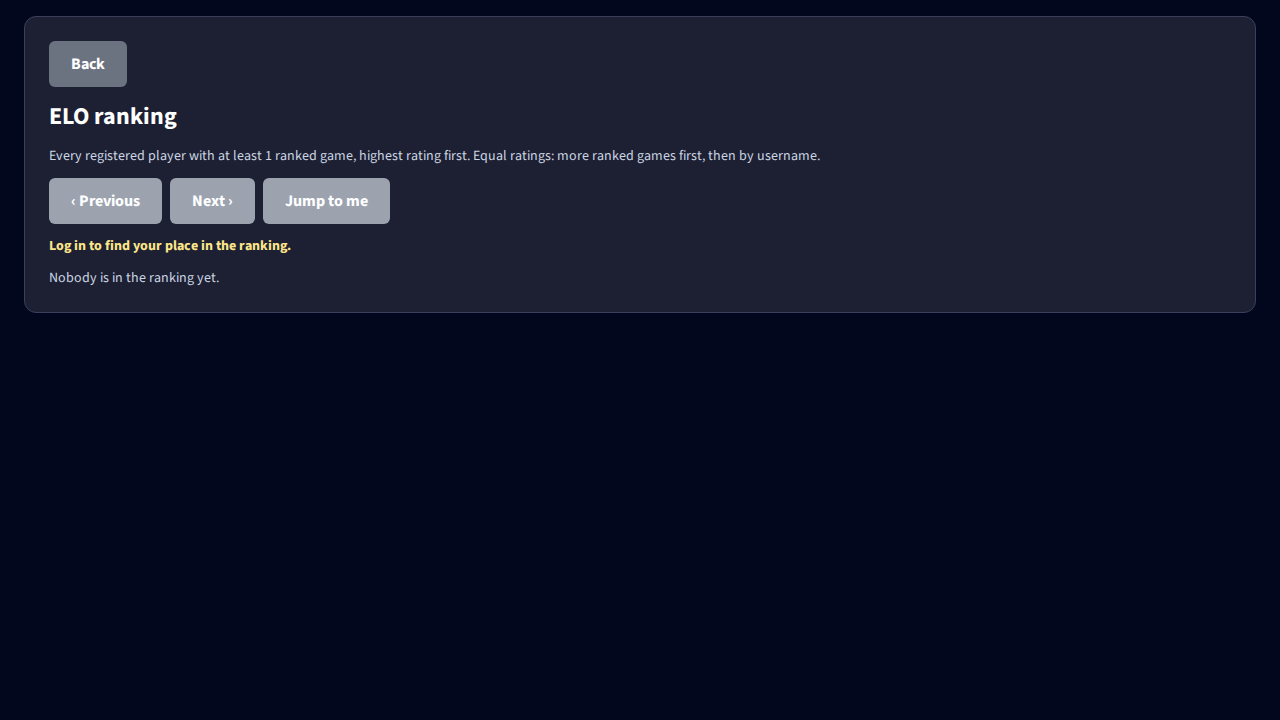 Back
ELO ranking
Every registered player with at least 1 ranked game, highest rating first. Equal ratings: more ranked games first, then by username.
‹ Previous Next › Jump to me
Log in to find your place in the ranking.
Nobody is in the ranking yet.